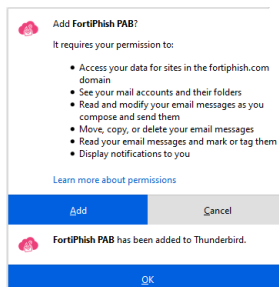 Add FortiPhish PAB?
It requires your permission to:
• Access your data for sites in the fortiphish.com
domain
• See your mail accounts and their folders
• Read and modify your email messages as you
compose and send them
• Move, copy, or delete your email messages
• Read your email messages and mark or tag them
• Display notifications to you
Learn more about permissions
Add Cancel
FortiPhish PAB has been added to Thunderbird.
OK